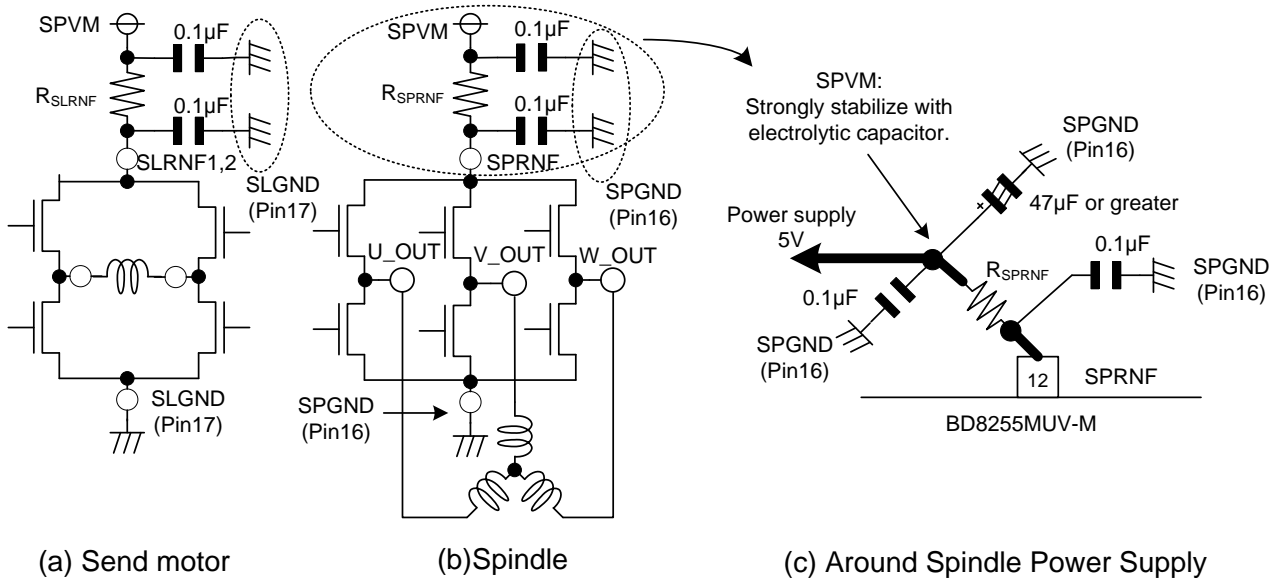 SPVM
0.1µF
RSLRNF
0.1µF
SLRNF1,2
SLGND
(Pin17)
SLGND
(Pin17)
(a) Send motor
SPVM
0.1µF
RSPRNF
0.1µF
SPRNF
SPGND
(Pin16)
U_OUT
V_OUT
W_OUT
SPGND
(Pin16)
(b)Spindle
SPVM:
Strongly stabilize with
electrolytic capacitor.
SPGND
(Pin16)
+
47µF or greater
Power supply
5V
0.1µF
RSPRNF
SPGND
(Pin16)
0.1µF
SPGND
(Pin16)
12
SPRNF
BD8255MUV-M
(c) Around Spindle Power Supply